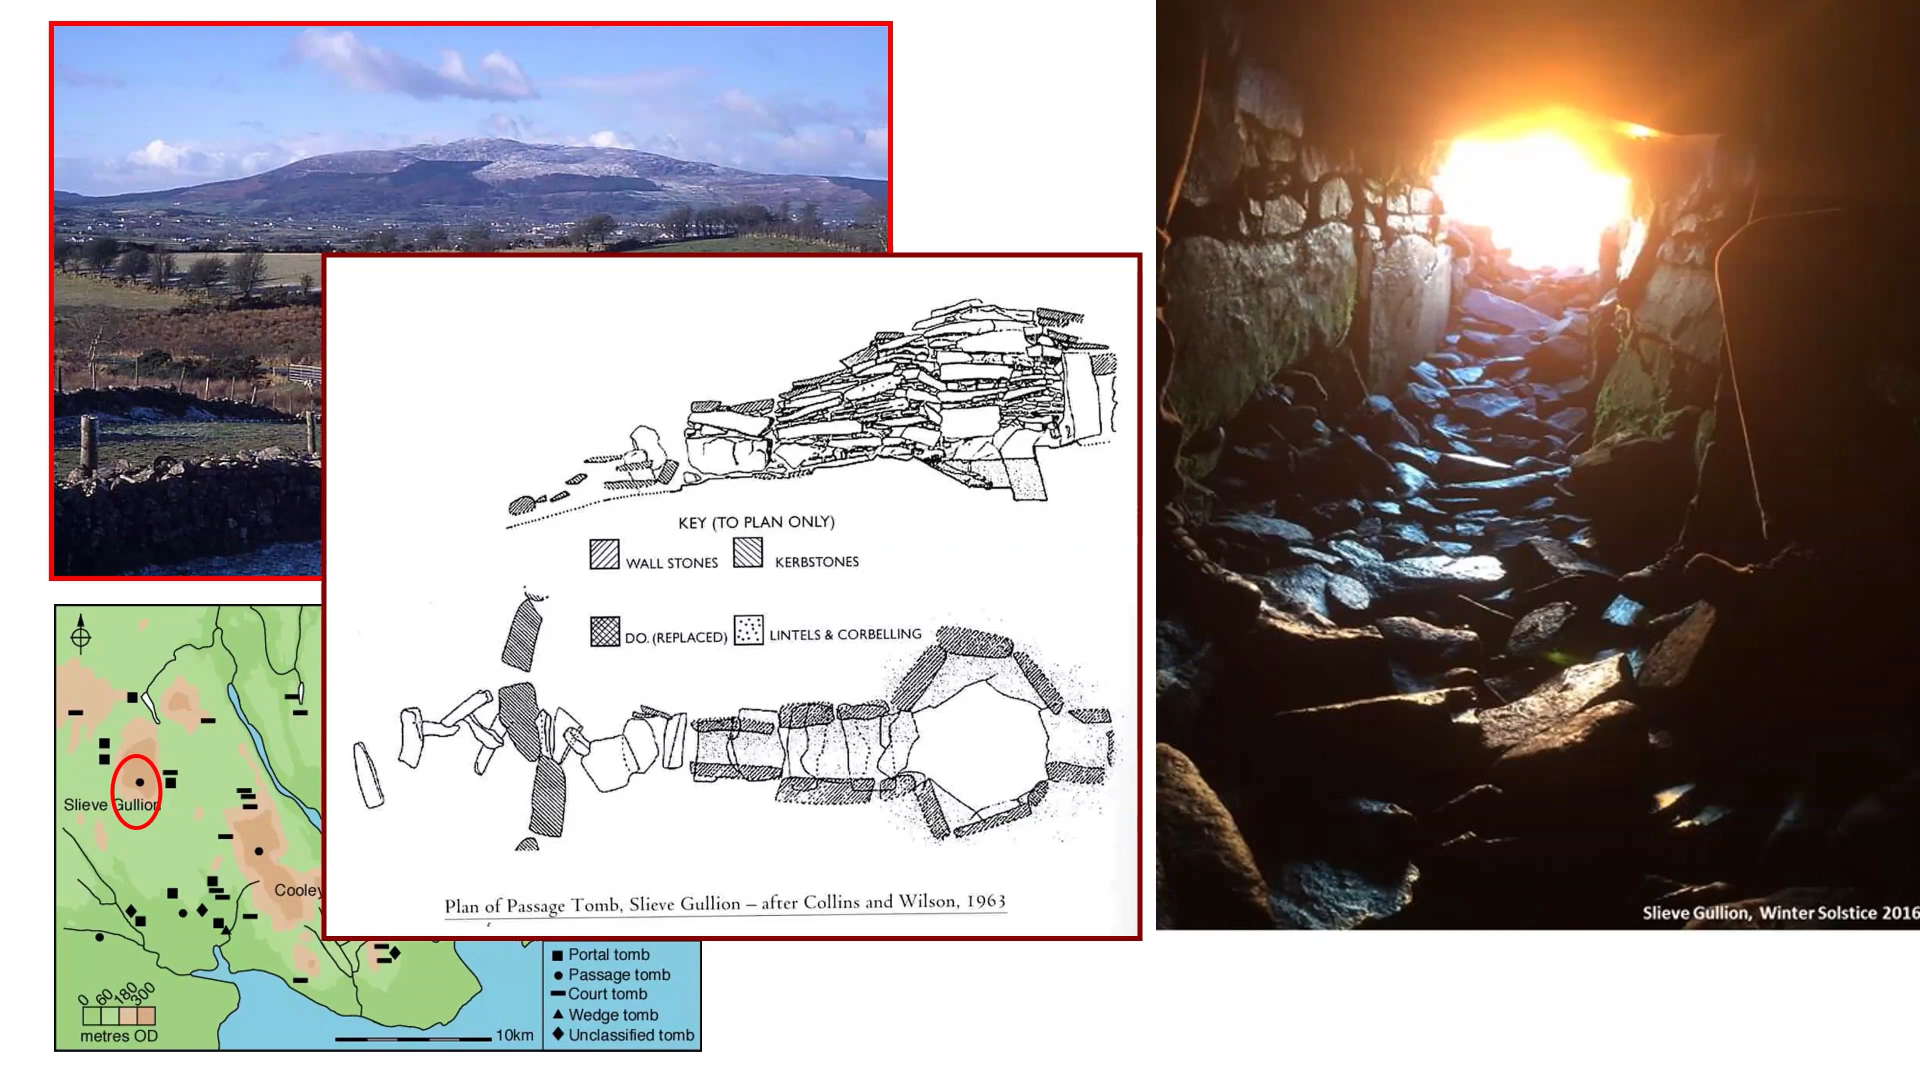 KEY (TO PLAN ONLY)
WALL STONES
KERBSTONES
DO. (REPLACED)
LINTELS & CORBELLING
Plan of Passage Tomb, Slieve Gullion – after Collins and Wilson, 1963
Slieve Gullion
Cooley
0 60 180 300
metres OD
10km
Portal tomb
Passage tomb
Court tomb
Wedge tomb
Unclassified tomb
Slieve Gullion, Winter Solstice 2016